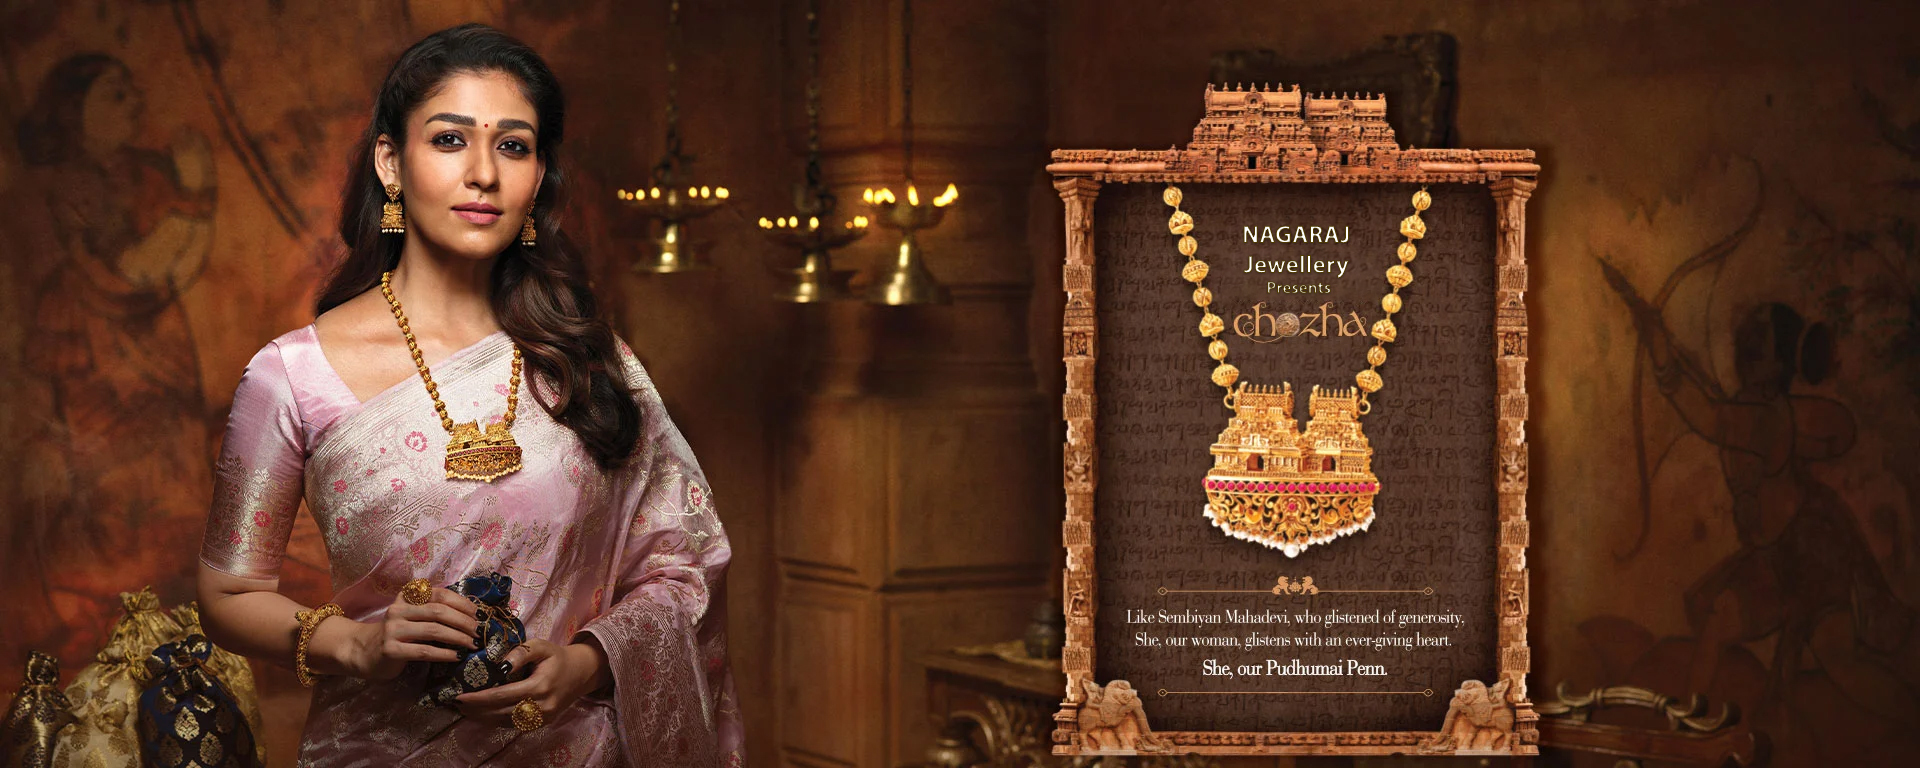 NAGARAJ
Jewellery
Presents
chozha
Like Sembiyan Mahadevi, who glistened of generosity,
She, our woman, glistens with an ever-giving heart.
She, our Pudhumai Penn.